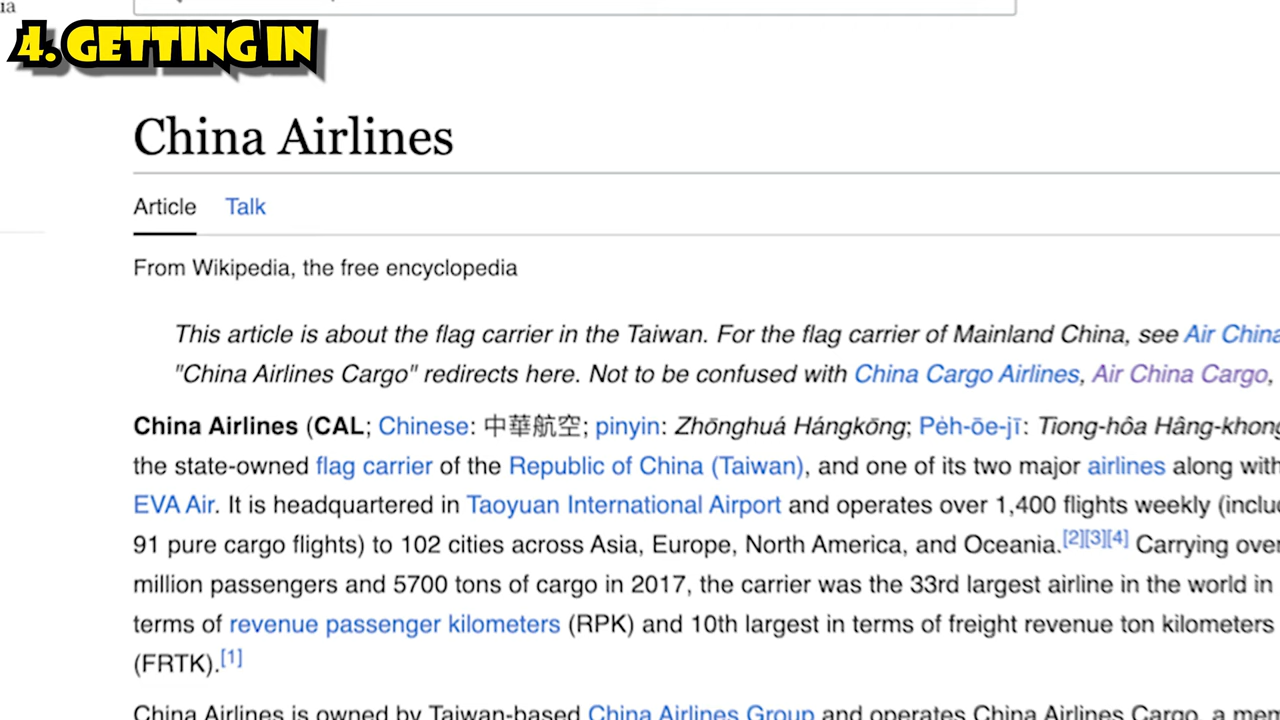 ia
4. GETTING IN
China Airlines
Article Talk
From Wikipedia, the free encyclopedia
This article is about the flag carrier in the Taiwan. For the flag carrier of Mainland China, see Air China
"China Airlines Cargo" redirects here. Not to be confused with China Cargo Airlines, Air China Cargo,
China Airlines (CAL; Chinese: 中華航空; pinyin: Zhōnghuá Hángkōng; Pe̍h-ōe-jī: Tiong-hôa Hâng-khong
the state-owned flag carrier of the Republic of China (Taiwan), and one of its two major airlines along with
EVA Air. It is headquartered in Taoyuan International Airport and operates over 1,400 flights weekly (inclu
91 pure cargo flights) to 102 cities across Asia, Europe, North America, and Oceania.[2][3][4] Carrying over
million passengers and 5700 tons of cargo in 2017, the carrier was the 33rd largest airline in the world in
terms of revenue passenger kilometers (RPK) and 10th largest in terms of freight revenue ton kilometers
(FRTK).[1]
China Airlines is owned by Taiwan-based China Airlines Group and operates China Airlines Cargo, a mem